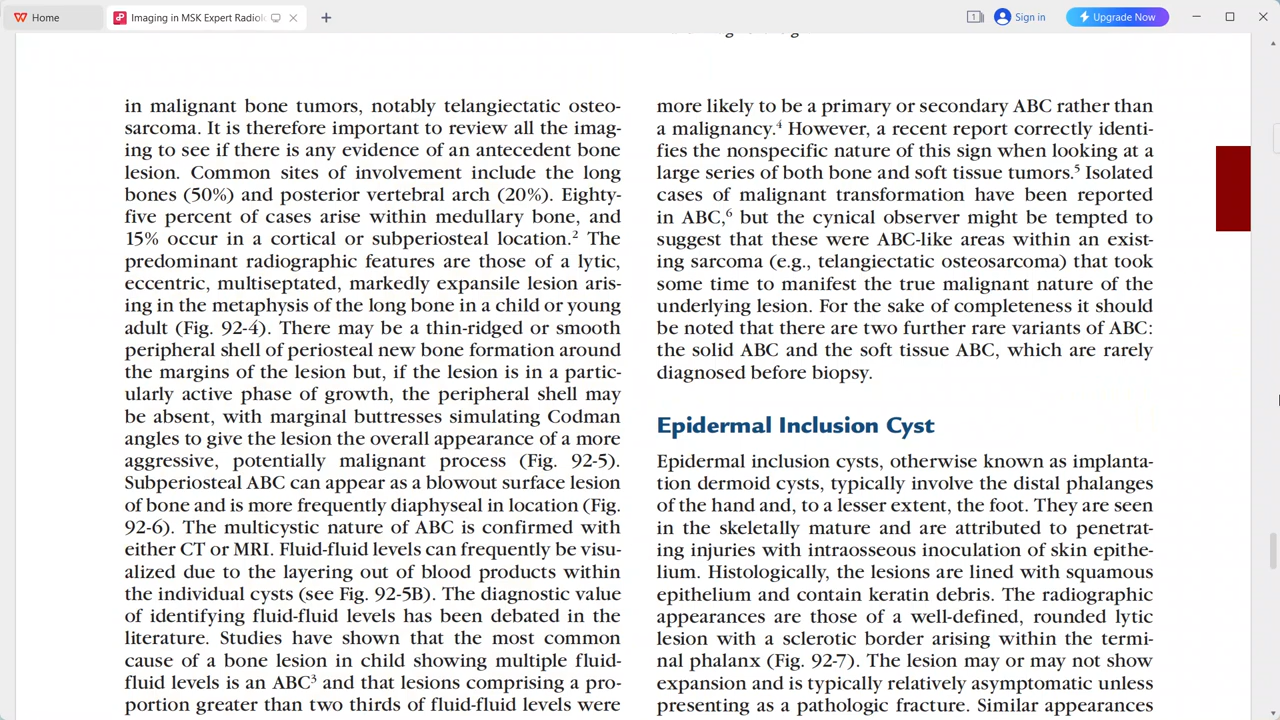 Home
Imaging in MSK Expert Radiol
1
Sign in
Upgrade Now
in malignant bone tumors, notably telangiectatic osteo-
sarcoma. It is therefore important to review all the imag-
ing to see if there is any evidence of an antecedent bone
lesion. Common sites of involvement include the long
bones (50%) and posterior vertebral arch (20%). Eighty-
five percent of cases arise within medullary bone, and
15% occur in a cortical or subperiosteal location.2 The
predominant radiographic features are those of a lytic,
eccentric, multiseptated, markedly expansile lesion aris-
ing in the metaphysis of the long bone in a child or young
adult (Fig. 92-4). There may be a thin-ridged or smooth
peripheral shell of periosteal new bone formation around
the margins of the lesion but, if the lesion is in a partic-
ularly active phase of growth, the peripheral shell may
be absent, with marginal buttresses simulating Codman
angles to give the lesion the overall appearance of a more
aggressive, potentially malignant process (Fig. 92-5).
Subperiosteal ABC can appear as a blowout surface lesion
of bone and is more frequently diaphyseal in location (Fig.
92-6). The multicystic nature of ABC is confirmed with
either CT or MRI. Fluid-fluid levels can frequently be visu-
alized due to the layering out of blood products within
the individual cysts (see Fig. 92-5B). The diagnostic value
of identifying fluid-fluid levels has been debated in the
literature. Studies have shown that the most common
cause of a bone lesion in child showing multiple fluid-
fluid levels is an ABC3 and that lesions comprising a pro-
portion greater than two thirds of fluid-fluid levels were
more likely to be a primary or secondary ABC rather than
a malignancy.4 However, a recent report correctly identi-
fies the nonspecific nature of this sign when looking at a
large series of both bone and soft tissue tumors.5 Isolated
cases of malignant transformation have been reported
in ABC,6 but the cynical observer might be tempted to
suggest that these were ABC-like areas within an exist-
ing sarcoma (e.g., telangiectatic osteosarcoma) that took
some time to manifest the true malignant nature of the
underlying lesion. For the sake of completeness it should
be noted that there are two further rare variants of ABC:
the solid ABC and the soft tissue ABC, which are rarely
diagnosed before biopsy.
Epidermal Inclusion Cyst
Epidermal inclusion cysts, otherwise known as implanta-
tion dermoid cysts, typically involve the distal phalanges
of the hand and, to a lesser extent, the foot. They are seen
in the skeletally mature and are attributed to penetrat-
ing injuries with intraosseous inoculation of skin epithe-
lium. Histologically, the lesions are lined with squamous
epithelium and contain keratin debris. The radiographic
appearances are those of a well-defined, rounded lytic
lesion with a sclerotic border arising within the termi-
nal phalanx (Fig. 92-7). The lesion may or may not show
expansion and is typically relatively asymptomatic unless
presenting as a pathologic fracture. Similar appearances